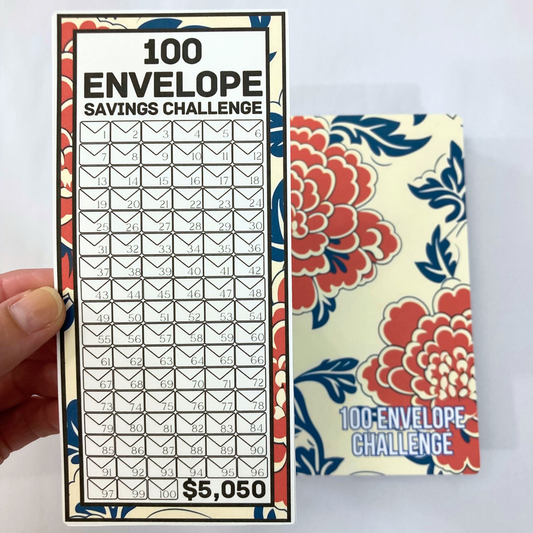 100
ENVELOPE
SAVINGS CHALLENGE
1 2 3 4 5 6
7 8 9 10 11 12
13 14 15 16 17 18
19 20 21 22 23 24
25 26 27 28 29 30
31 32 33 34 35 36
37 38 39 40 41 42
43 44 45 46 47 48
49 50 51 52 53 54
55 56 57 58 59 60
61 62 63 64 65 66
67 68 69 70 71 72
73 74 75 76 77 78
79 80 81 82 83 84
85 86 87 88 89 90
91 92 93 94 95 96
97 99 100 $5,050
100 ENVELOPE
CHALLENGE